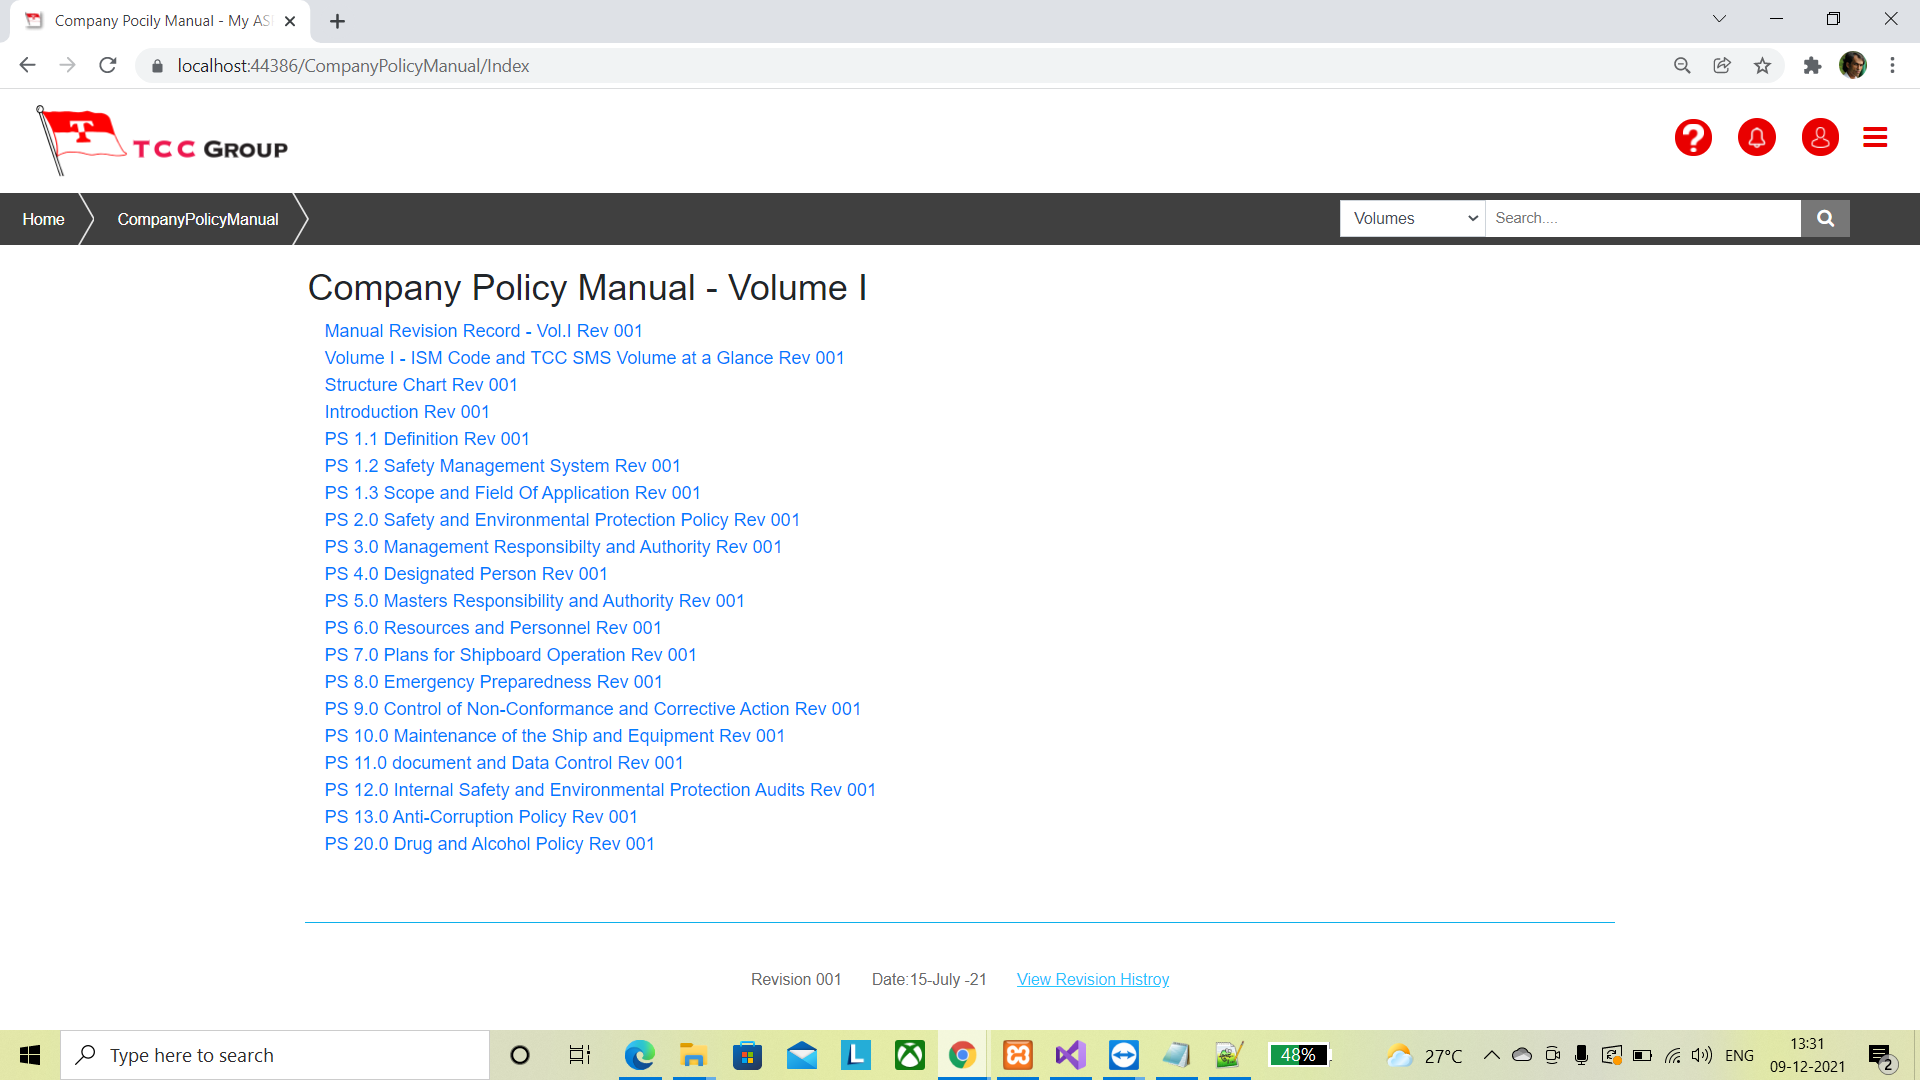 Company Pocily Manual - My AS
localhost:44386/CompanyPolicyManual/Index
T
TCC GROUP
?
Home
CompanyPolicyManual
Volumes
Search....
Company Policy Manual - Volume I
Manual Revision Record - Vol.I Rev 001
Volume I - ISM Code and TCC SMS Volume at a Glance Rev 001
Structure Chart Rev 001
Introduction Rev 001
PS 1.1 Definition Rev 001
PS 1.2 Safety Management System Rev 001
PS 1.3 Scope and Field Of Application Rev 001
PS 2.0 Safety and Environmental Protection Policy Rev 001
PS 3.0 Management Responsibilty and Authority Rev 001
PS 4.0 Designated Person Rev 001
PS 5.0 Masters Responsibility and Authority Rev 001
PS 6.0 Resources and Personnel Rev 001
PS 7.0 Plans for Shipboard Operation Rev 001
PS 8.0 Emergency Preparedness Rev 001
PS 9.0 Control of Non-Conformance and Corrective Action Rev 001
PS 10.0 Maintenance of the Ship and Equipment Rev 001
PS 11.0 document and Data Control Rev 001
PS 12.0 Internal Safety and Environmental Protection Audits Rev 001
PS 13.0 Anti-Corruption Policy Rev 001
PS 20.0 Drug and Alcohol Policy Rev 001
Revision 001 Date:15-July -21 View Revision Histroy
Type here to search
L
48%
27°C
ENG
13:31
09-12-2021
2